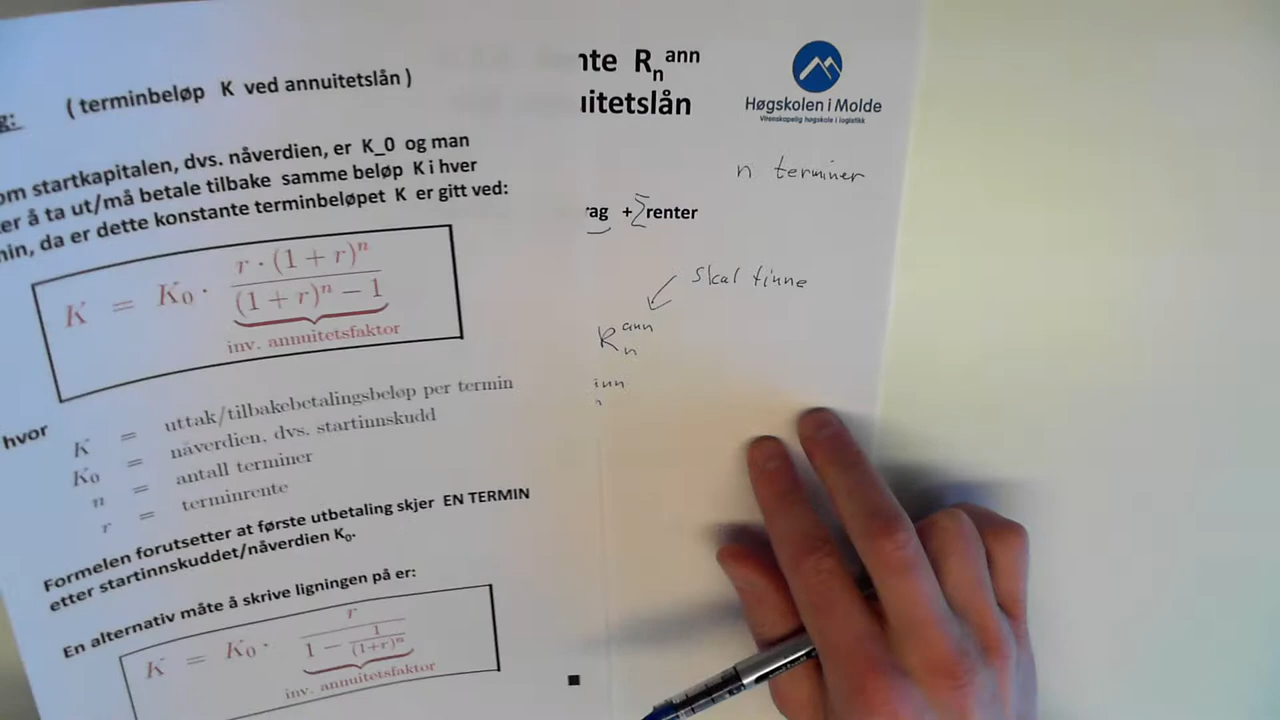 g: ( terminbeløp K ved annuitetslån )
om startkapitalen, dvs. nåverdien, er K_0 og man
er å ta ut/må betale tilbake samme beløp K i hver
min, da er dette konstante terminbeløpet K er gitt ved:
K = K₀ · r · (1 + r)ⁿ / (1 + r)ⁿ − 1
inv. annuitetsfaktor
hvor
K = uttak/tilbakebetalingsbeløp per termin
K₀ = nåverdien, dvs. startinnskudd
n = antall terminer
r = terminrente
Formelen forutsetter at første utbetaling skjer EN TERMIN
etter startinnskuddet/nåverdien K₀.
En alternativ måte å skrive ligningen på er:
K = K₀ · r / 1 − 1/(1+r)ⁿ
inv. annuitetsfaktor
nte Rₙ ann
uitetslån
Høgskolen i Molde
Vitenskapelig høgskole i logistikk
n terminer
rag + Σ renter
Skal finne
Rₙ ann
inn
n